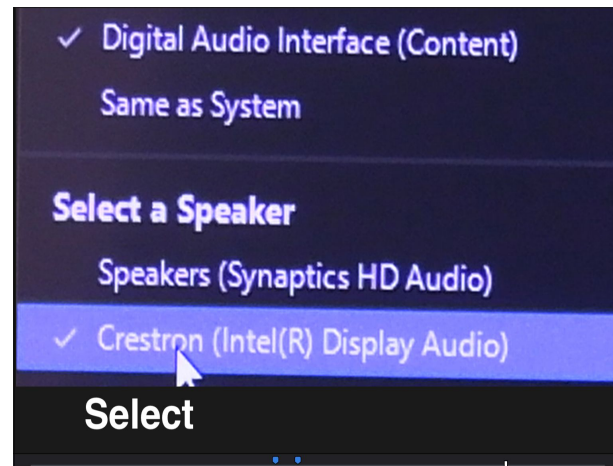 Digital Audio Interface (Content)
Same as System
Select a Speaker
Speakers (Synaptics HD Audio)
Crestron (Intel(R) Display Audio)
Select